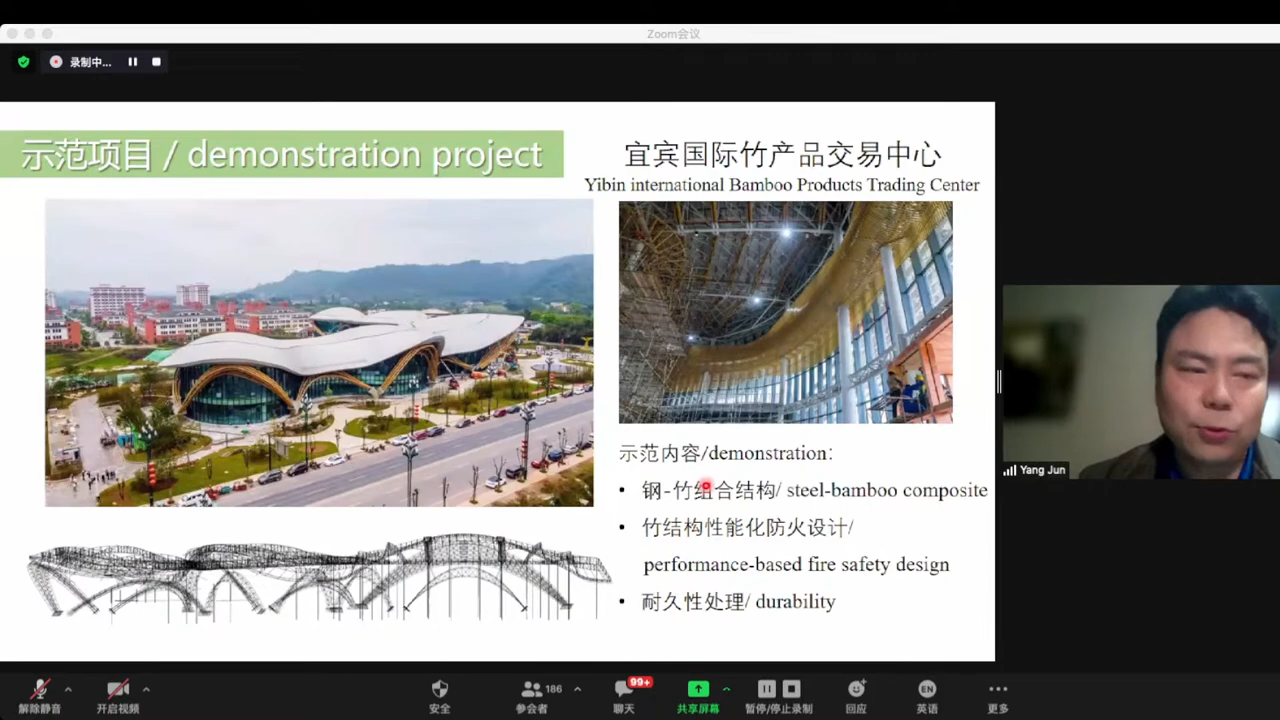 Zoom会议
录制中...
示范项目 / demonstration project
宜宾国际竹产品交易中心
Yibin international Bamboo Products Trading Center
示范内容/demonstration：
• 钢-竹组合结构/ steel-bamboo composite
• 竹结构性能化防火设计/
performance-based fire safety design
• 耐久性处理/ durability
Yang Jun
186
99+
EN
解除静音
开启视频
安全
参会者
聊天
共享屏幕
暂停/停止录制
回应
英语
更多